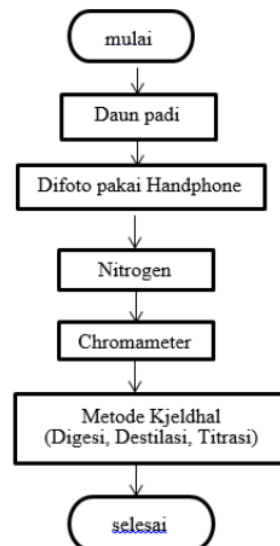 mulai
Daun padi
Difoto pakai Handphone
Nitrogen
Chromameter
Metode Kjeldhal
(Digesi, Destilasi, Titrasi)
selesai